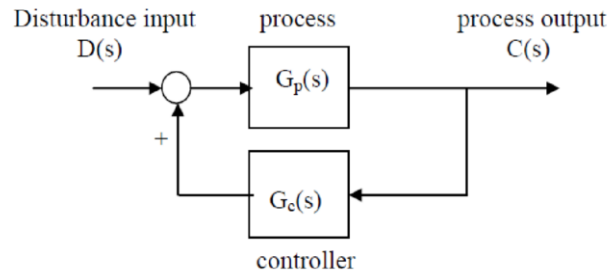 Disturbance input
D(s)
process
process output
C(s)
Gp(s)
+
Gc(s)
controller